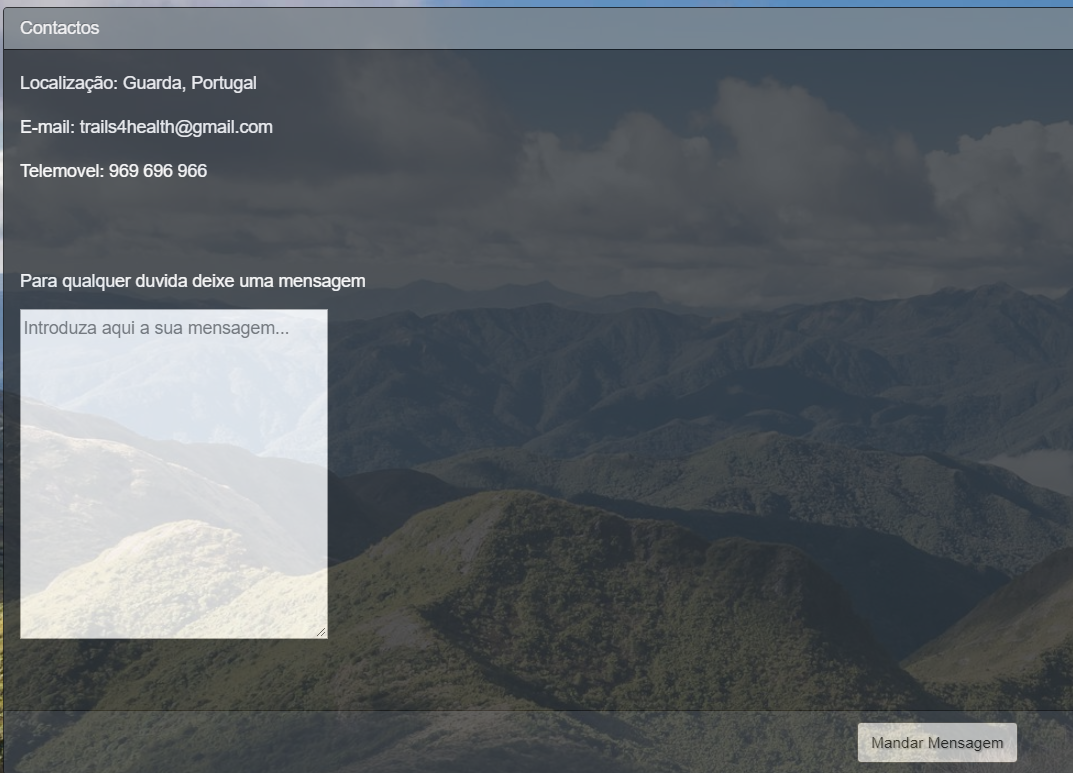 Contactos
Localização: Guarda, Portugal
E-mail: trails4health@gmail.com
Telemovel: 969 696 966
Para qualquer duvida deixe uma mensagem
Introduza aqui a sua mensagem...
Mandar Mensagem